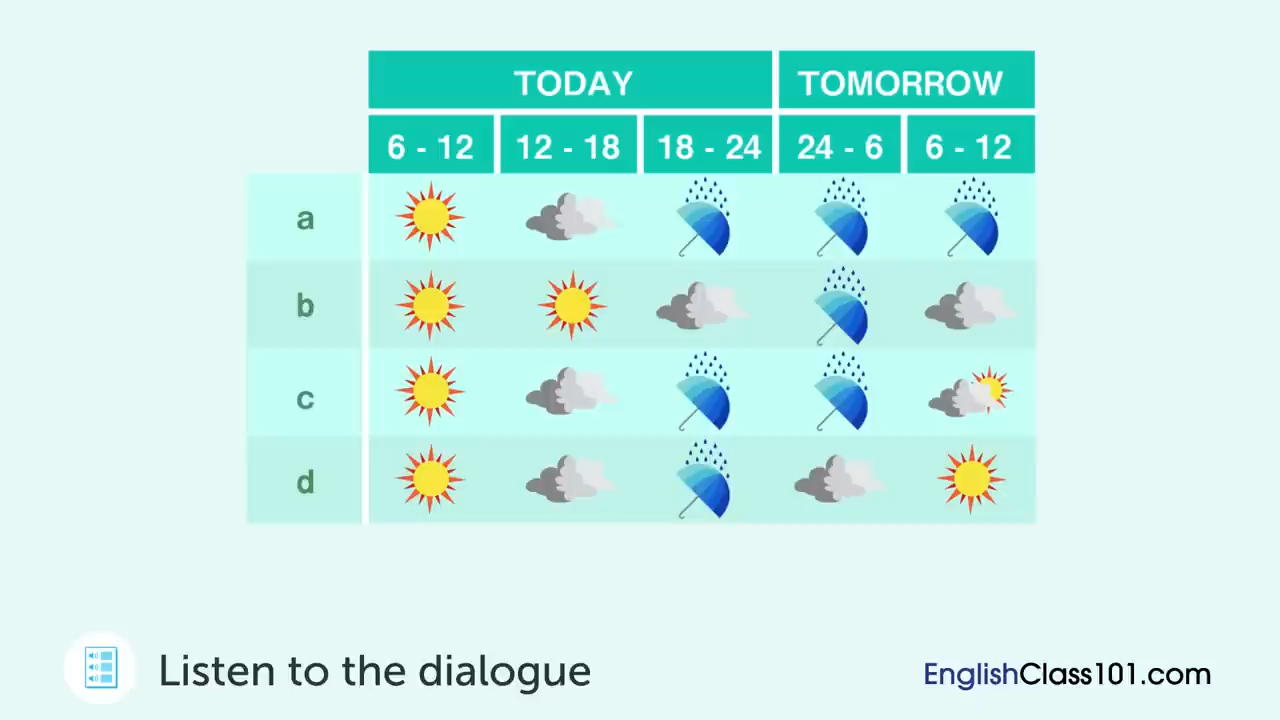 TODAY TOMORROW
6 - 12 12 - 18 18 - 24 24 - 6 6 - 12
a
b
c
d
Listen to the dialogue
EnglishClass101.com